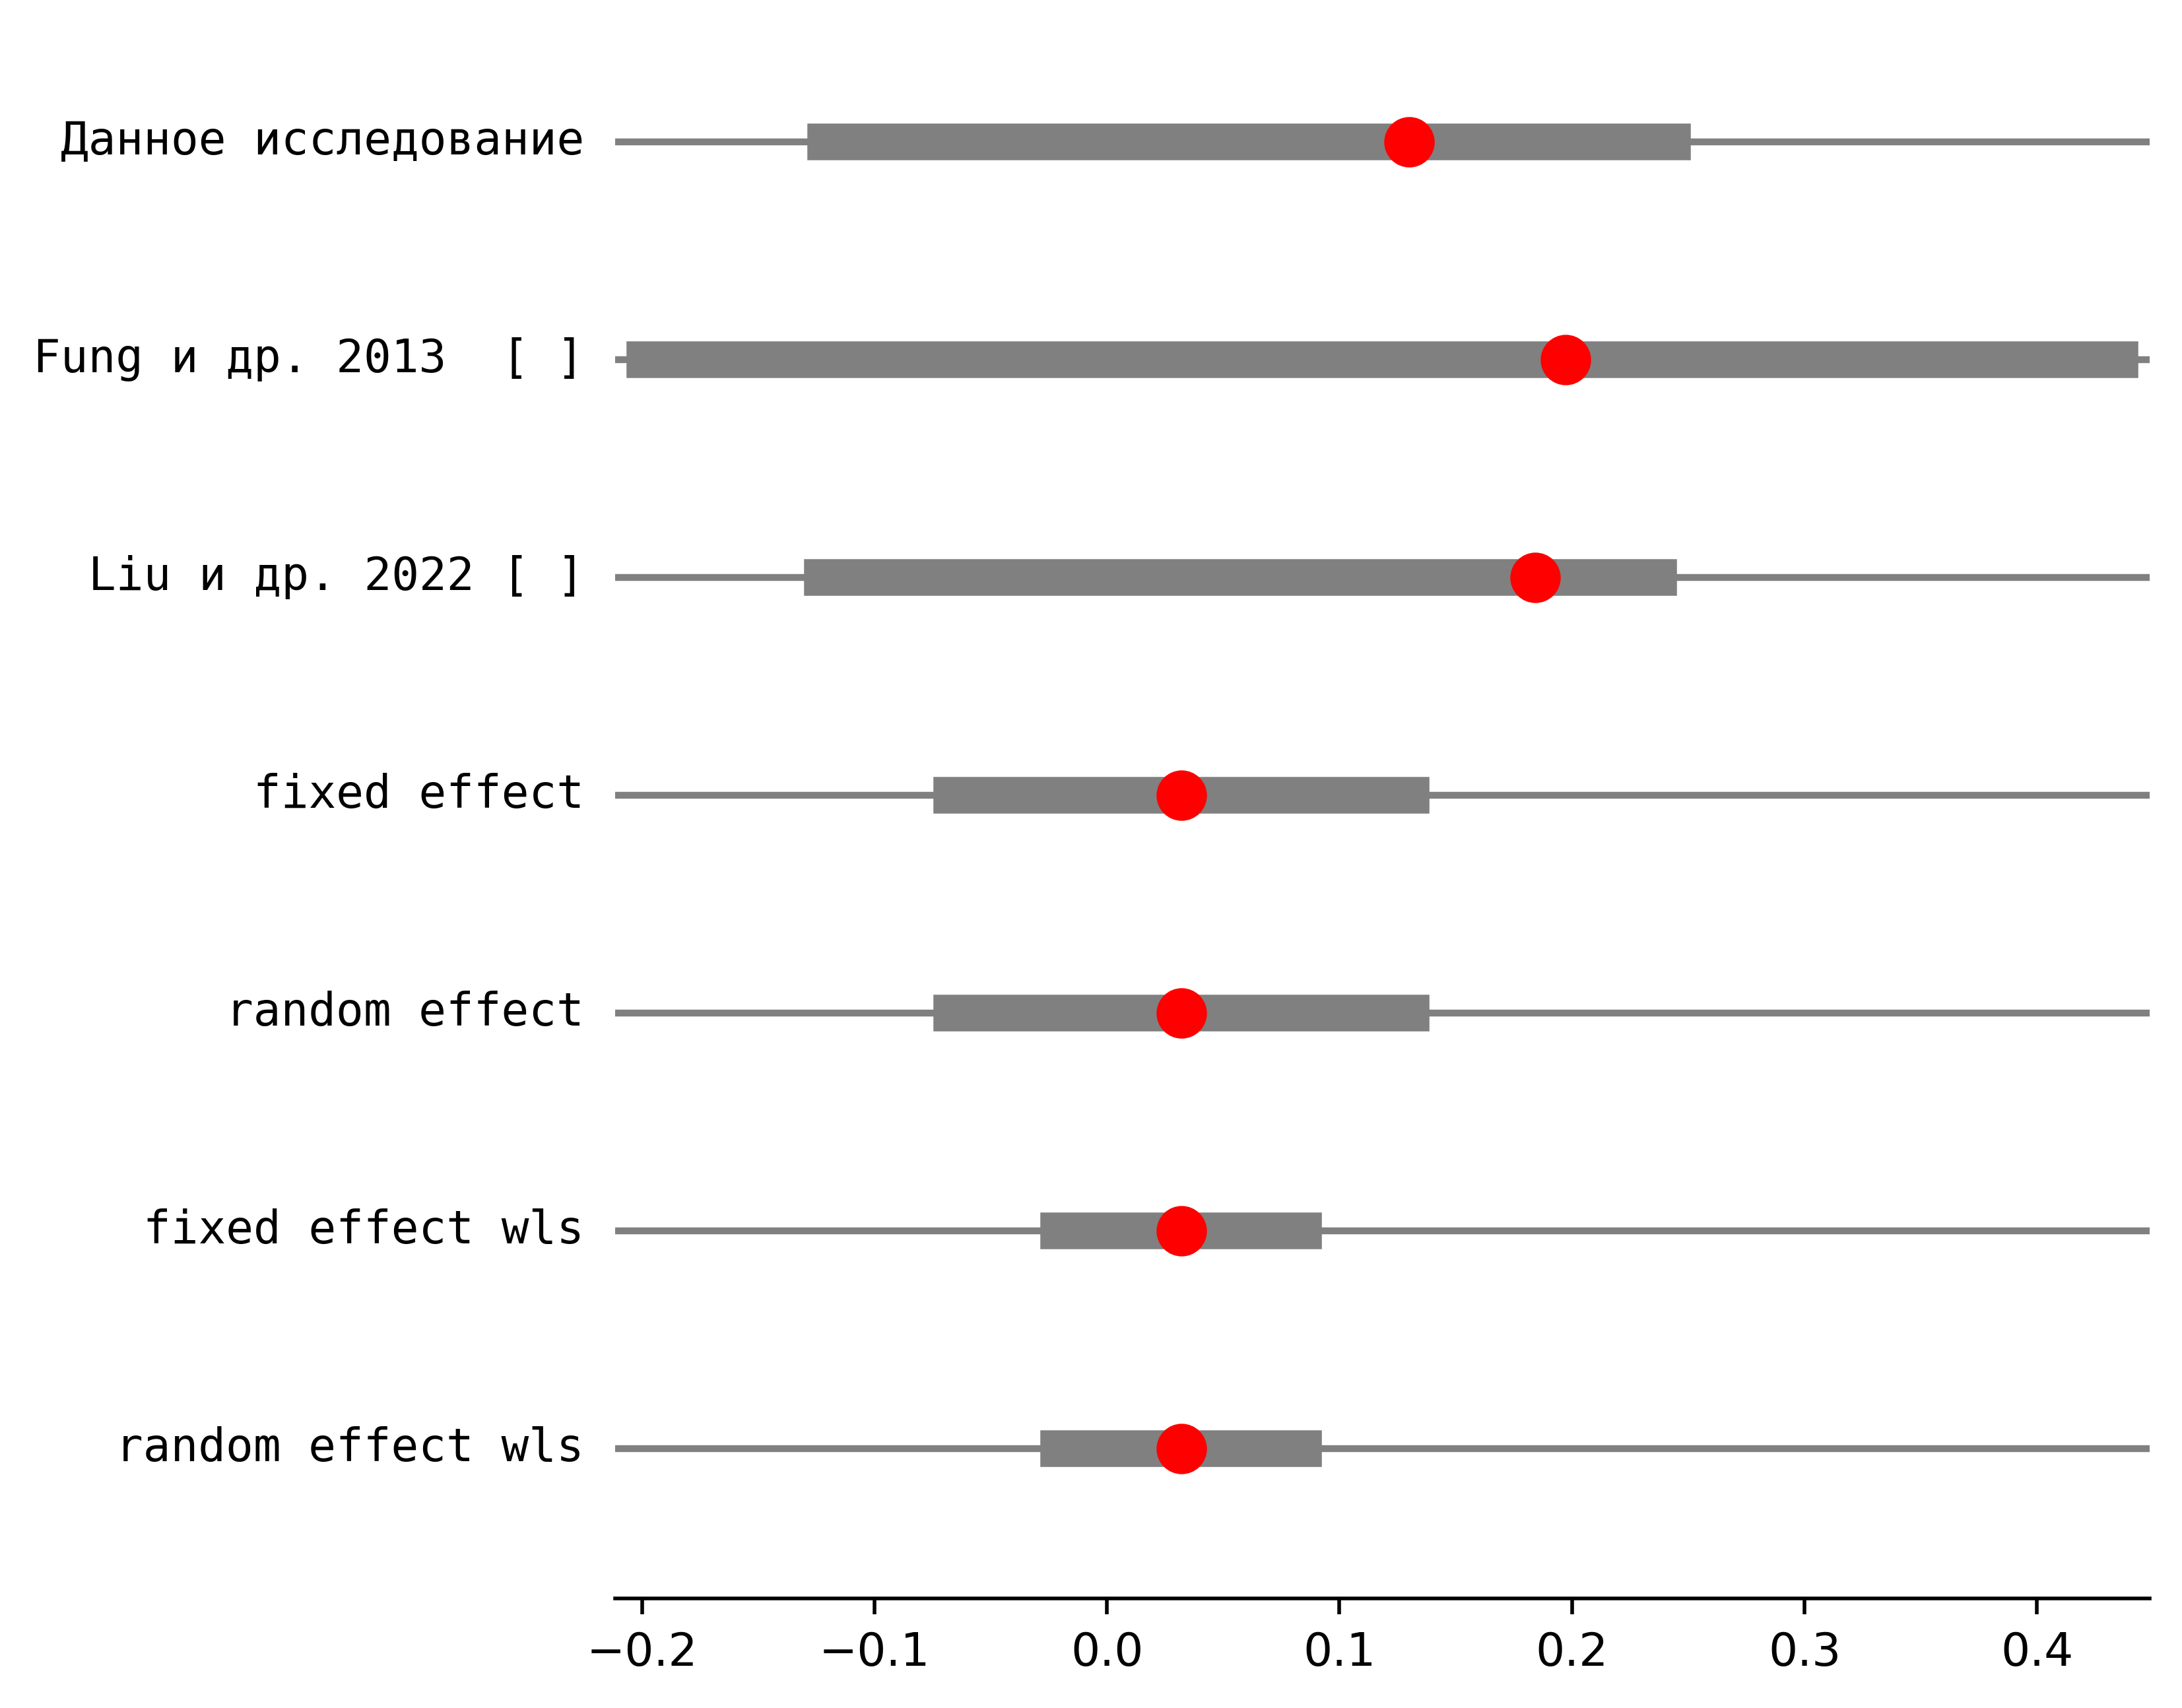 Данное исследование
Fung и др. 2013  [ ]
Liu и др. 2022 [ ]
fixed effect
random effect
fixed effect wls
random effect wls
−0.2 −0.1 0.0 0.1 0.2 0.3 0.4